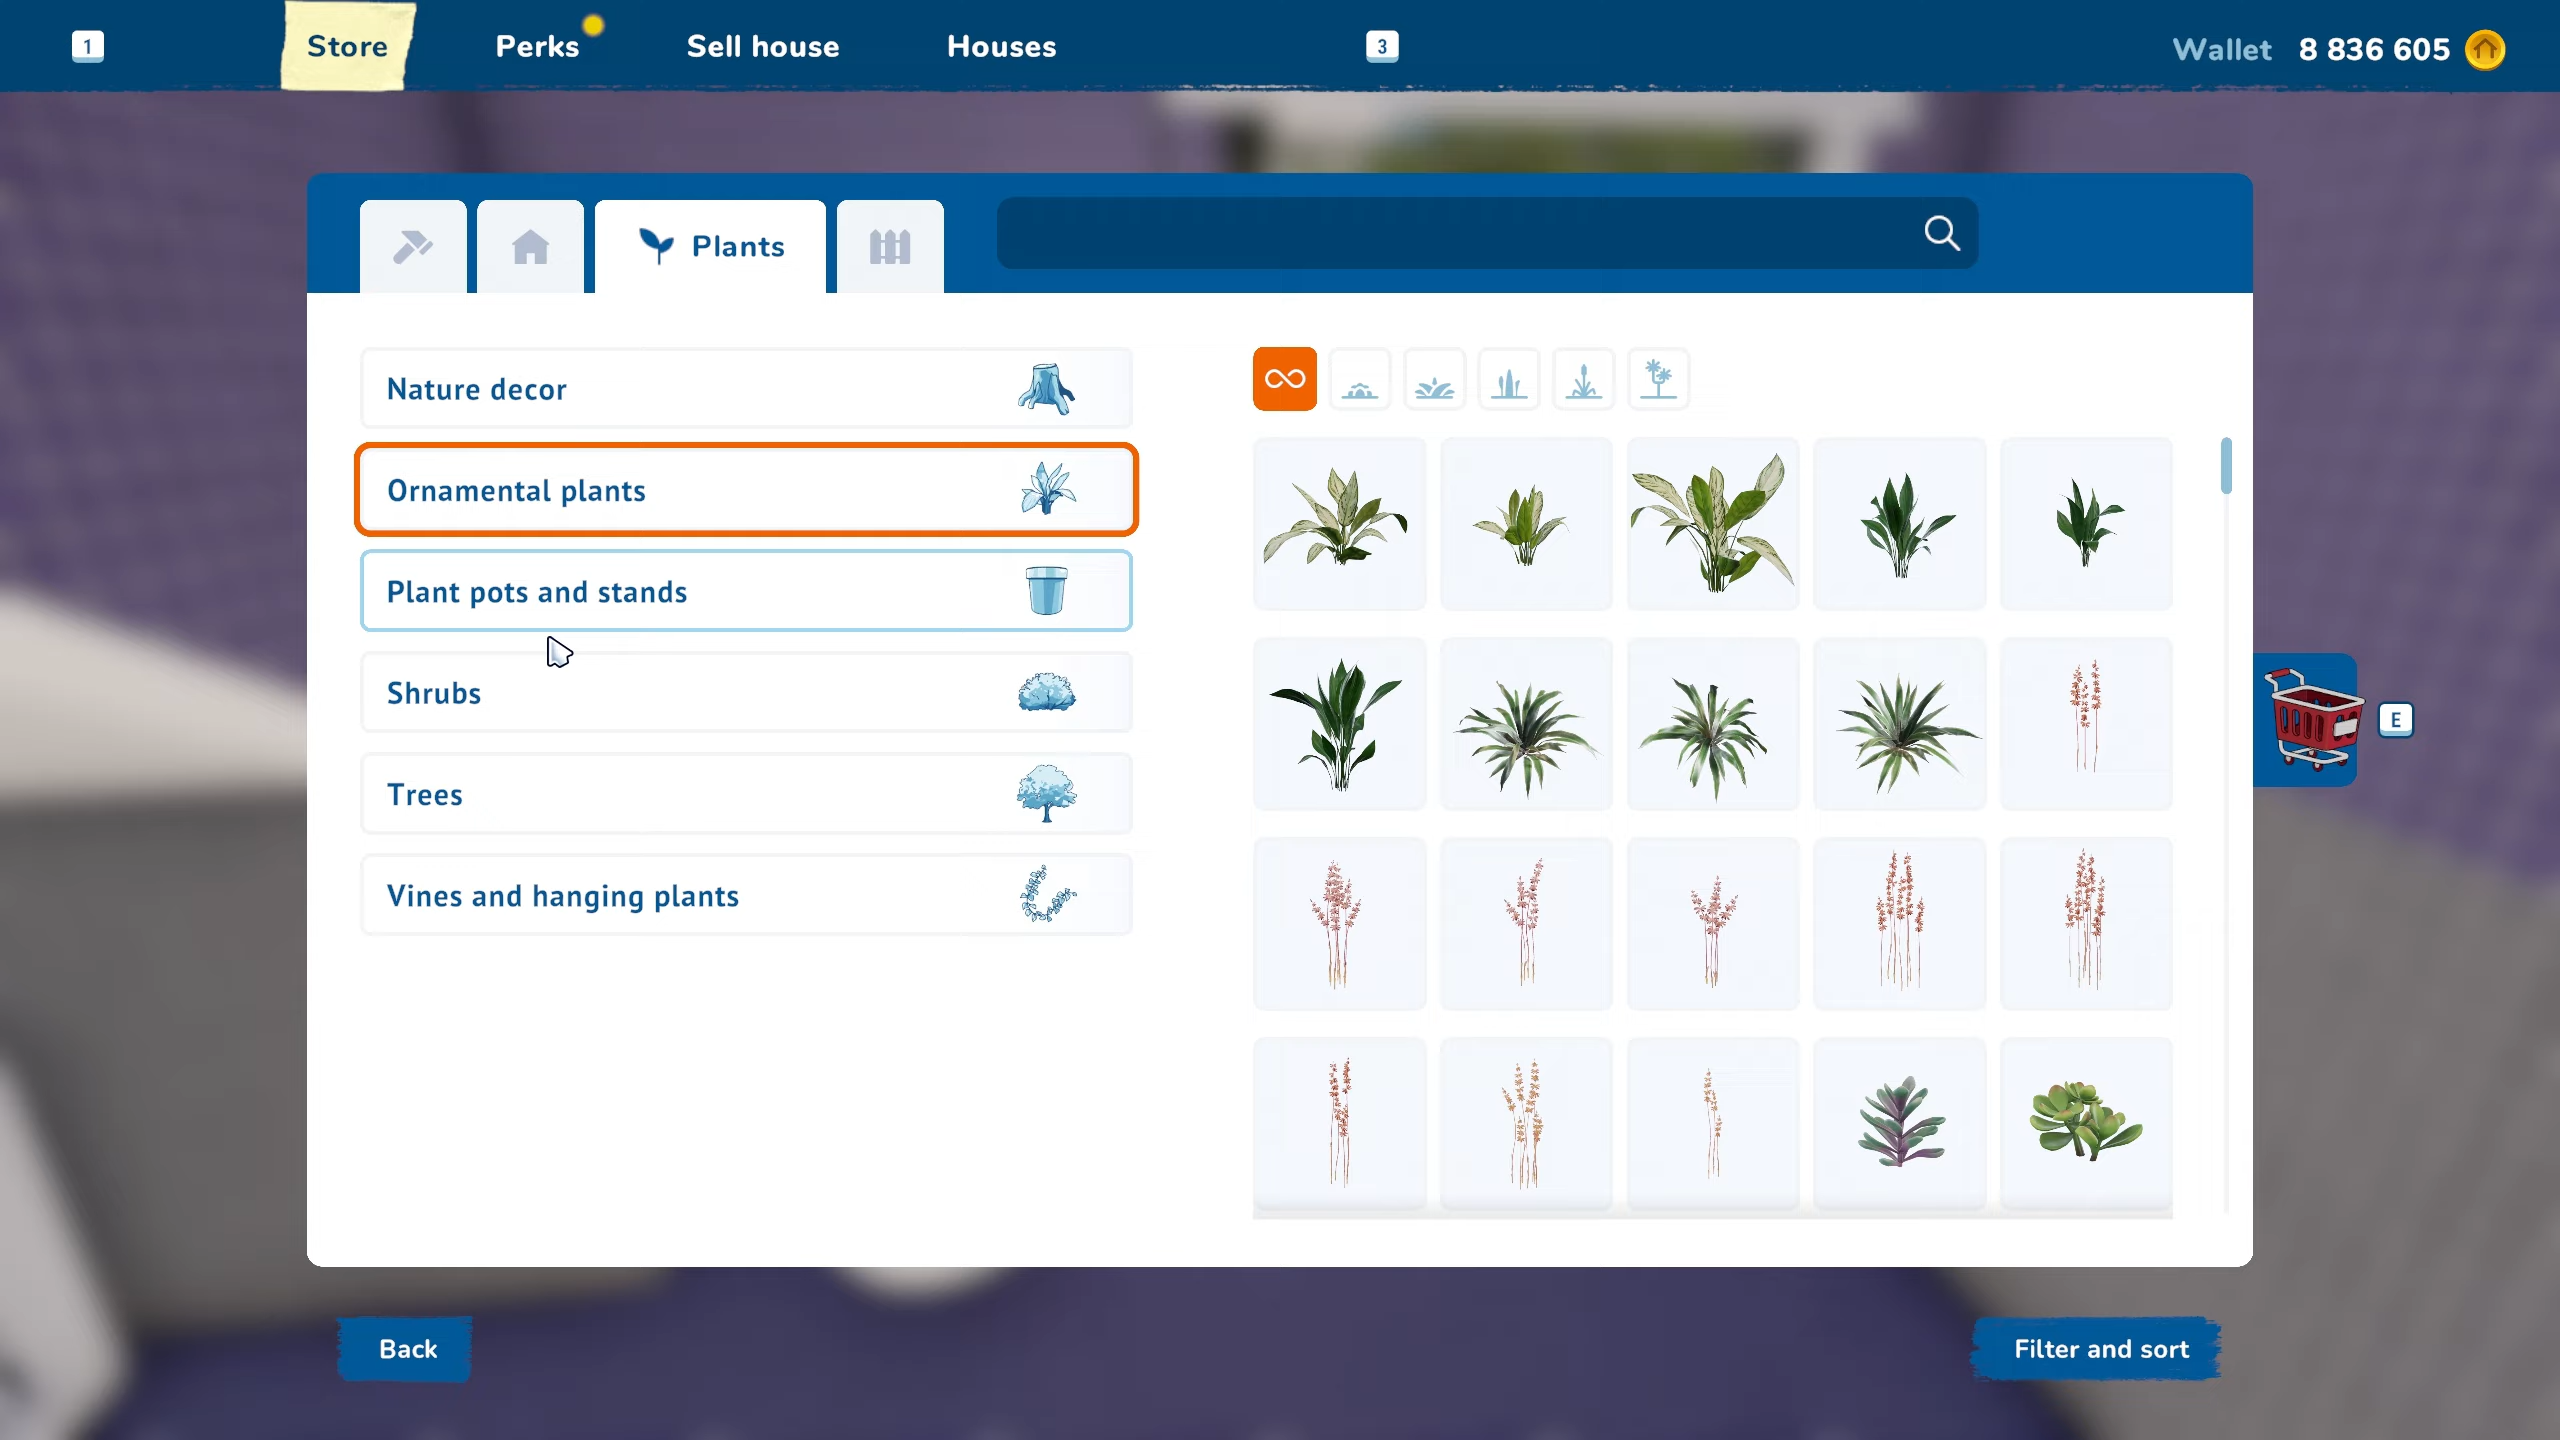 1
Store
Perks
Sell house
Houses
3
Wallet 8 836 605
Plants
Nature decor
Ornamental plants
Plant pots and stands
Shrubs
Trees
Vines and hanging plants
E
Back
Filter and sort